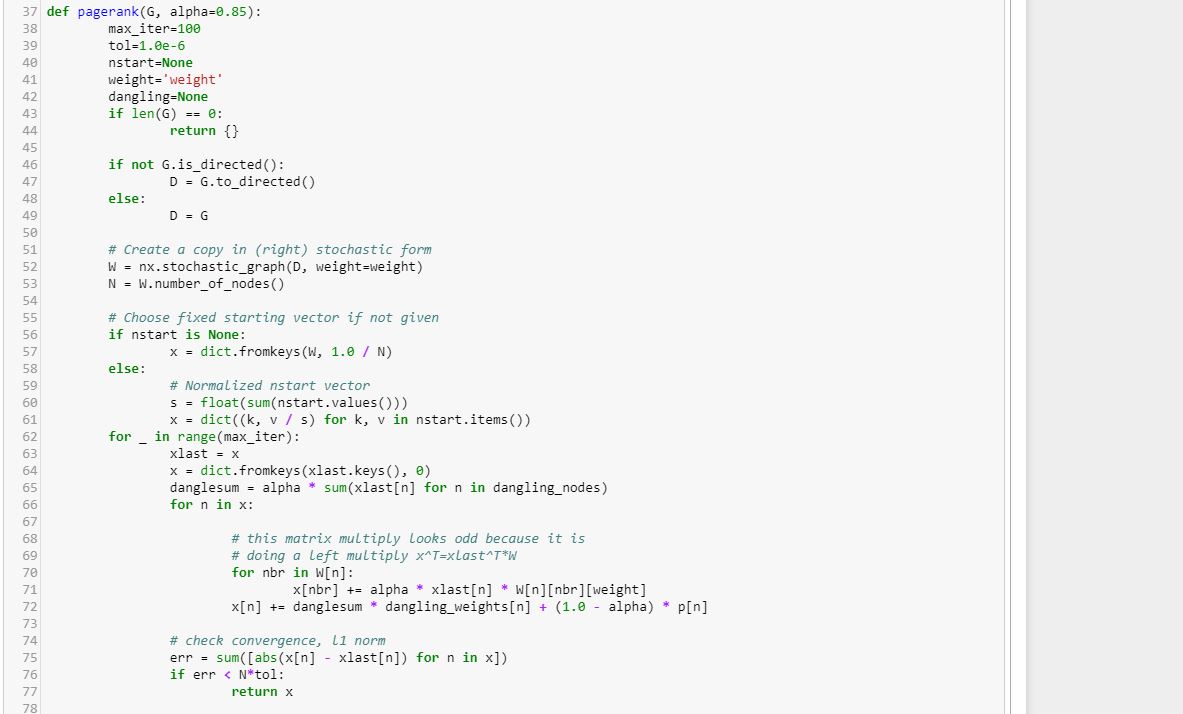 37 def pagerank(G, alpha=0.85):
38         max_iter=100
39         tol=1.0e-6
40         nstart=None
41         weight='weight'
42         dangling=None
43         if len(G) == 0:
44                 return {}
45
46         if not G.is_directed():
47                 D = G.to_directed()
48         else:
49                 D = G
50
51         # Create a copy in (right) stochastic form
52         W = nx.stochastic_graph(D, weight=weight)
53         N = W.number_of_nodes()
54
55         # Choose fixed starting vector if not given
56         if nstart is None:
57                 x = dict.fromkeys(W, 1.0 / N)
58         else:
59                 # Normalized nstart vector
60                 s = float(sum(nstart.values()))
61                 x = dict((k, v / s) for k, v in nstart.items())
62         for _ in range(max_iter):
63                 xlast = x
64                 x = dict.fromkeys(xlast.keys(), 0)
65                 danglesum = alpha * sum(xlast[n] for n in dangling_nodes)
66                 for n in x:
67
68                         # this matrix multiply looks odd because it is
69                         # doing a left multiply x^T=xlast^T*W
70                         for nbr in W[n]:
71                                 x[nbr] += alpha * xlast[n] * W[n][nbr][weight]
72                         x[n] += danglesum * dangling_weights[n] + (1.0 - alpha) * p[n]
73
74                 # check convergence, l1 norm
75                 err = sum([abs(x[n] - xlast[n]) for n in x])
76                 if err < N*tol:
77                         return x
78